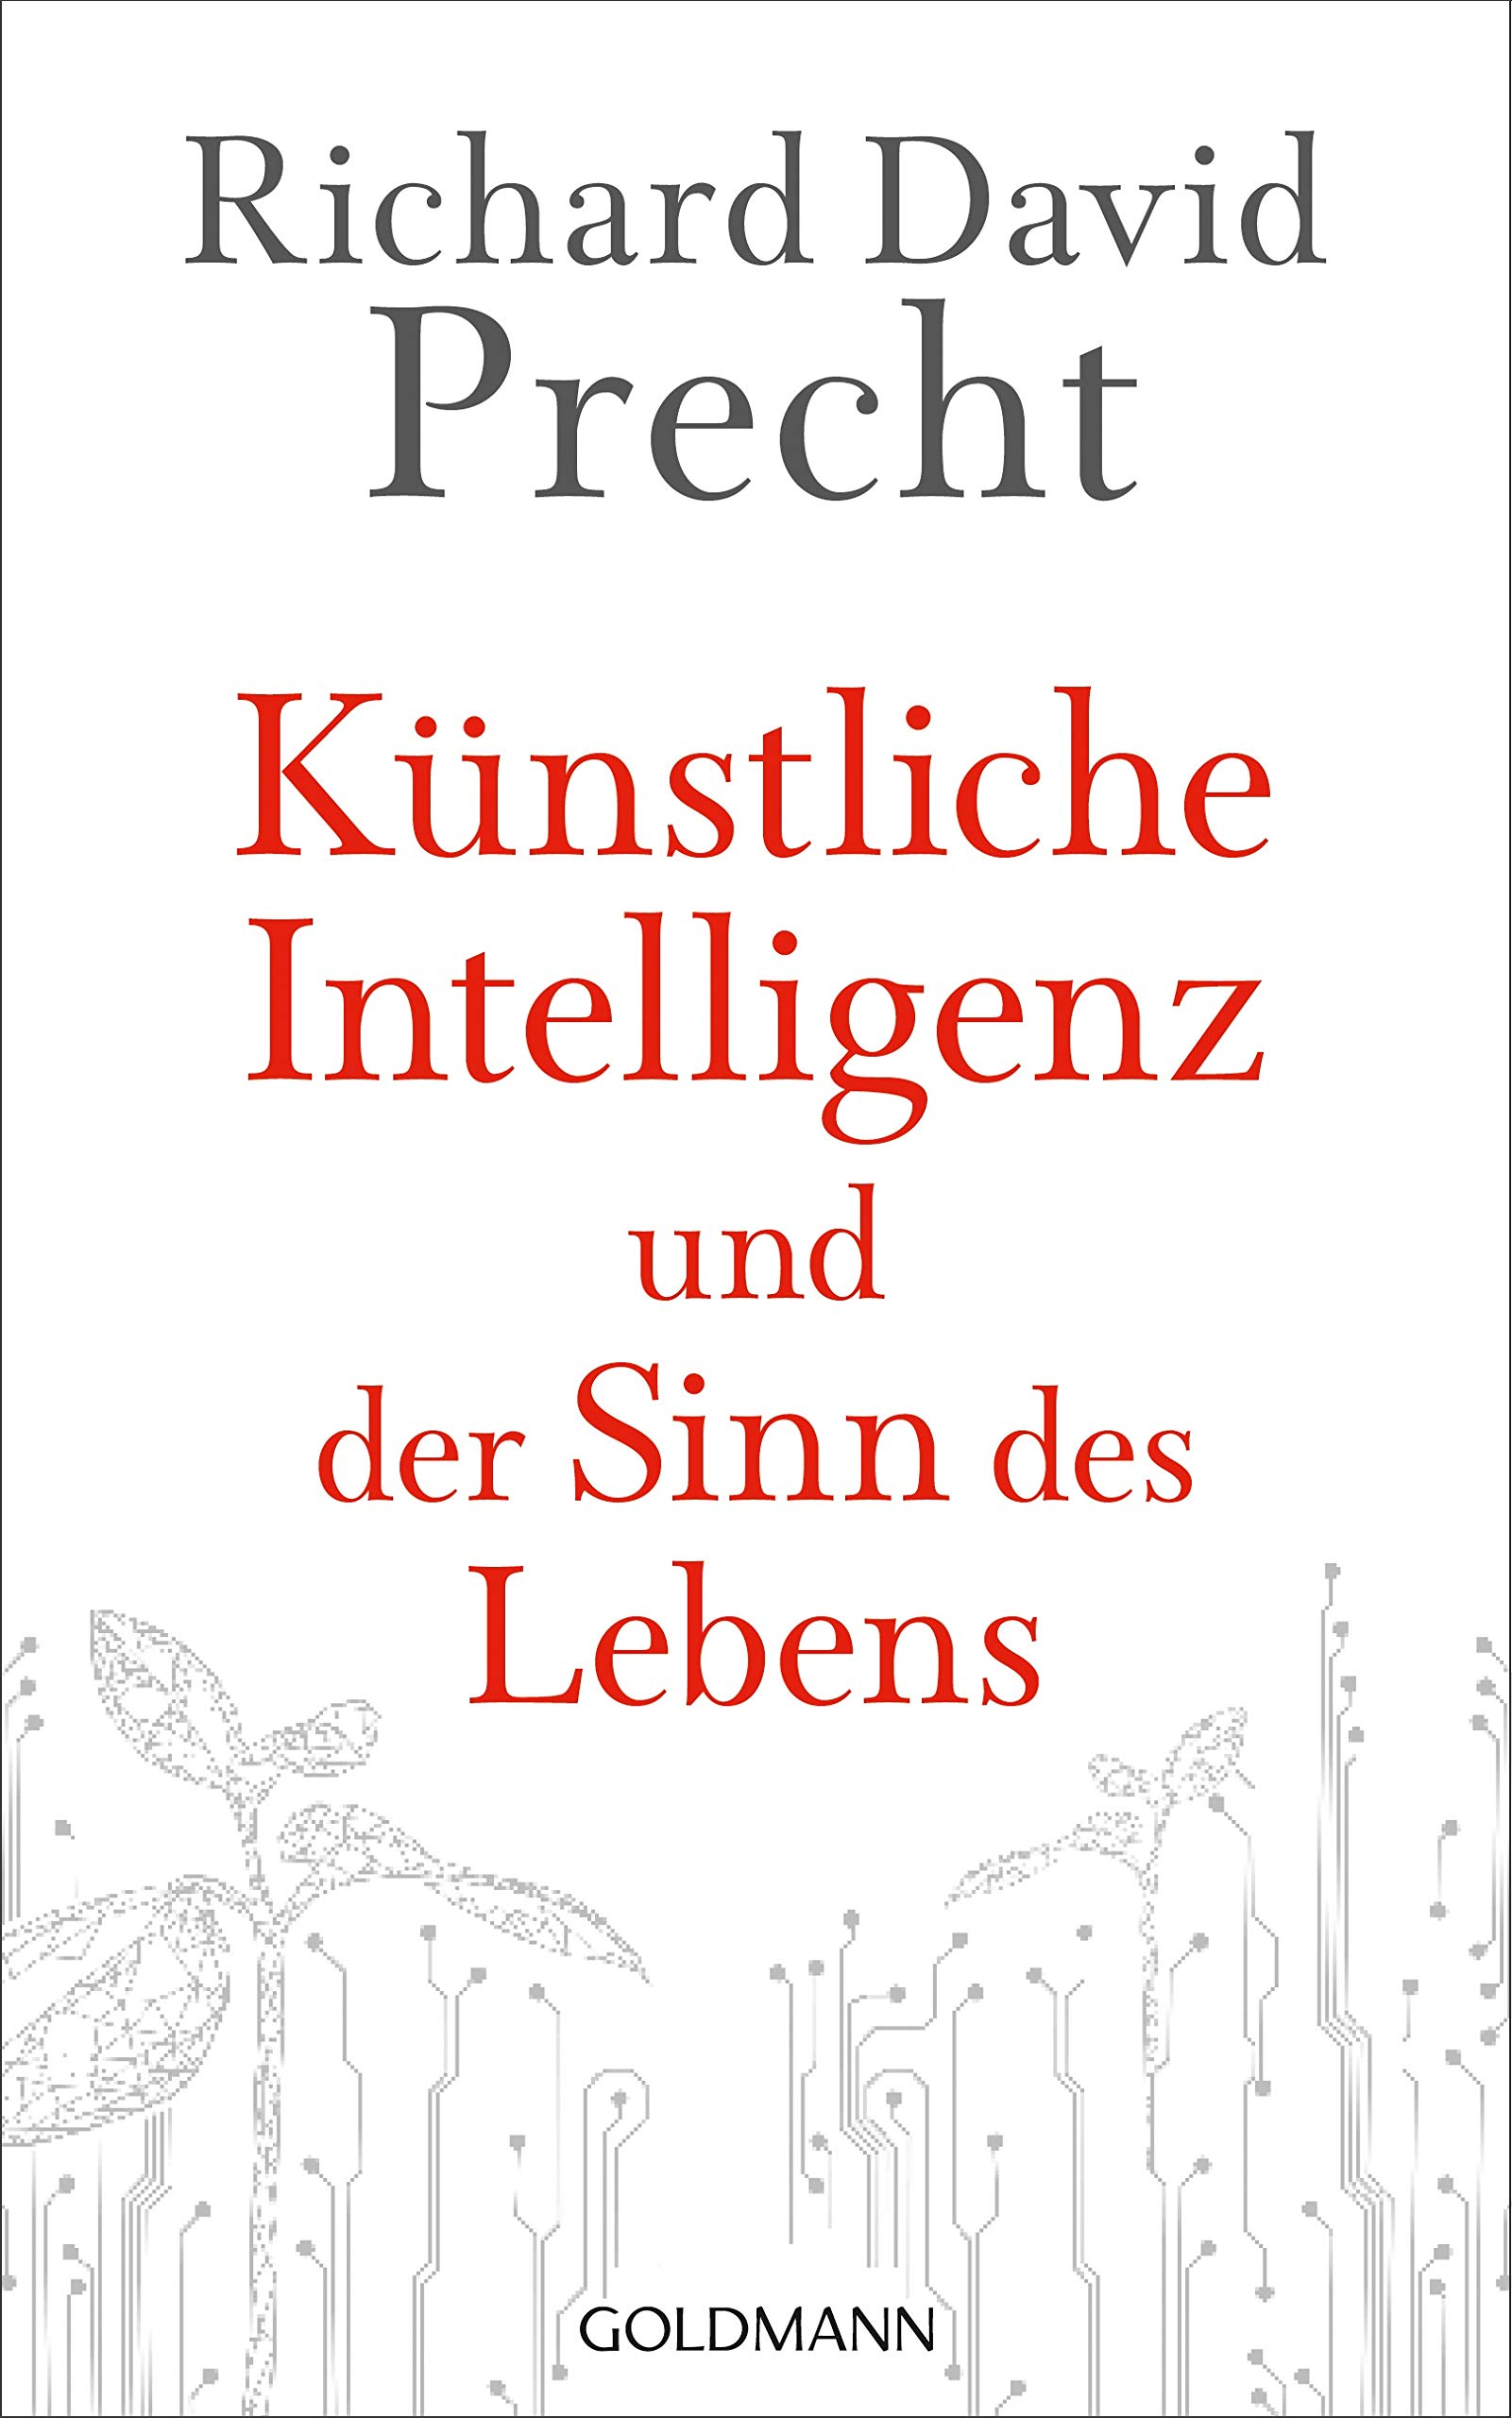 Richard David
Precht
Künstliche
Intelligenz
und
der Sinn des
Lebens
GOLDMANN